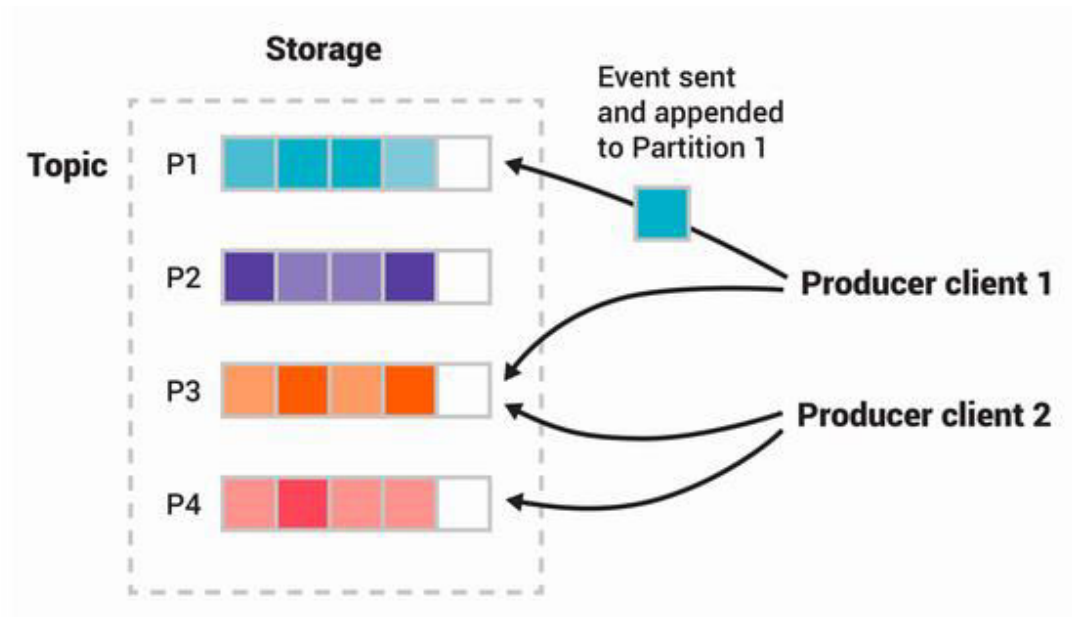 Storage
Event sent
and appended
to Partition 1
Topic
P1
P2
Producer client 1
P3
Producer client 2
P4